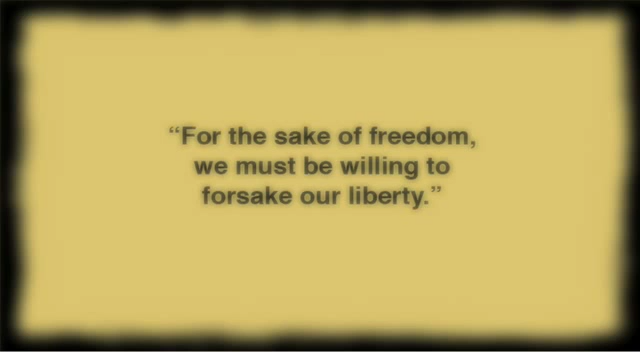 “For the sake of freedom,
we must be willing to
forsake our liberty.”